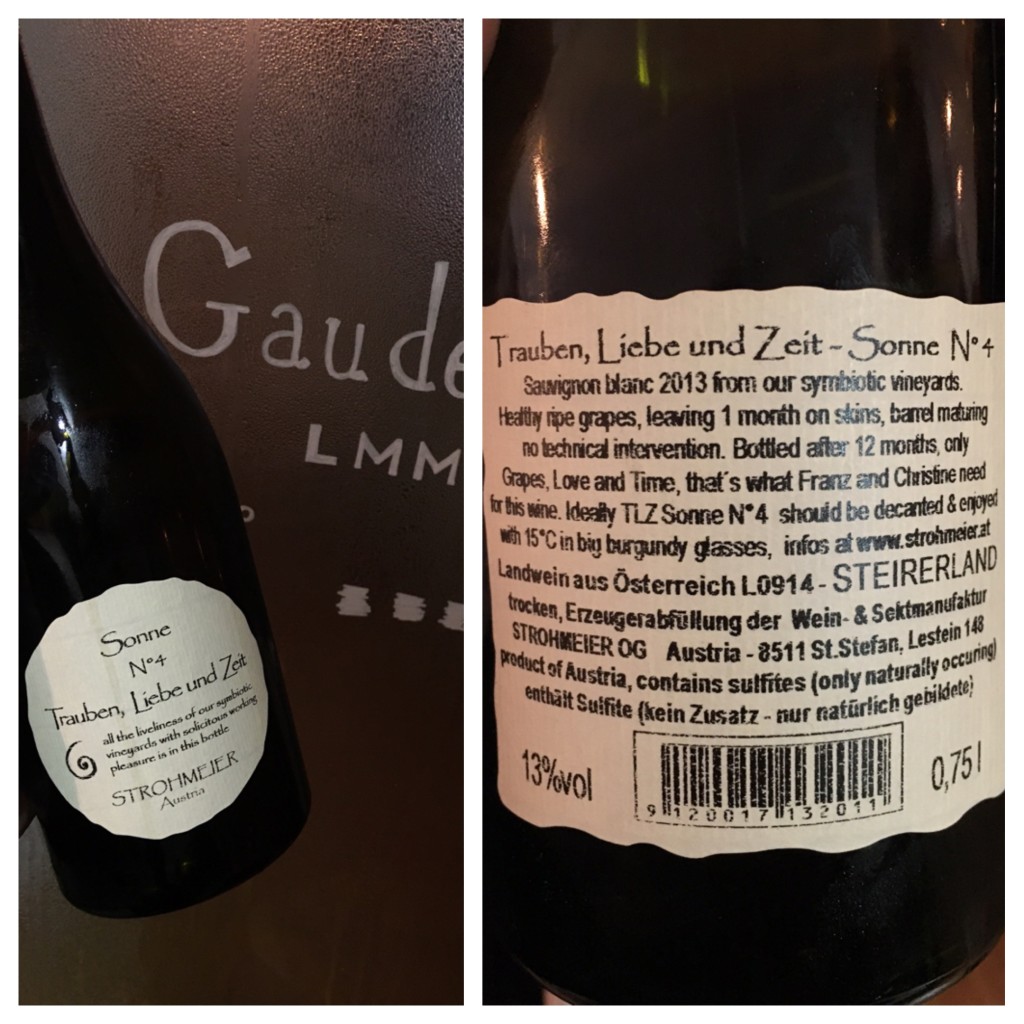 Gaude
LMM
Sonne
N°4
Trauben, Liebe und Zeit
all the liveliness of our symbiotic
vineyards with solicitous working
pleasure is in this bottle
STROHMEIER
Austria
Trauben, Liebe und Zeit - Sonne N°4
Sauvignon blanc 2013 from our symbiotic vineyards.
Healthy ripe grapes, leaving 1 month on skins, barrel maturing
no technical intervention. Bottled after 12 months, only
Grapes, Love and Time, that´s what Franz and Christine need
for this wine. Ideally TLZ Sonne N°4 should be decanted & enjoyed
with 15°C in big burgundy glasses, infos at www.strohmeier.at
Landwein aus Österreich L0914 - STEIRERLAND
trocken, Erzeugerabfüllung der Wein- & Sektmanufaktur
STROHMEIER OG Austria - 8511 St.Stefan, Lestein 148
product of Austria, contains sulfites (only naturally occuring)
enthält Sulfite (kein Zusatz - nur natürlich gebildete)
13%vol
0,75 l
9 120017 132011